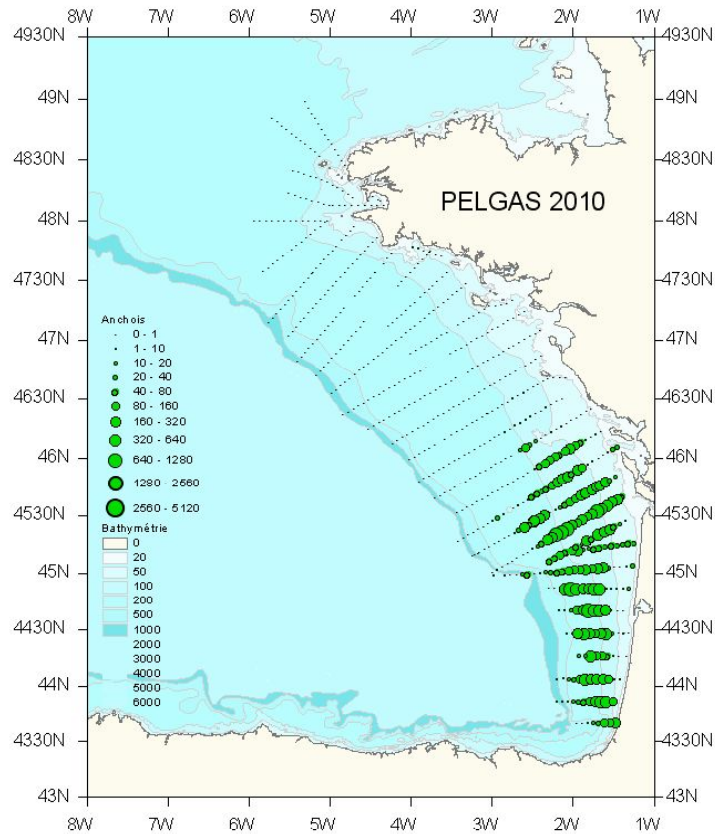 8W 7W 6W 5W 4W 3W 2W 1W
4930N 4930N
49N 49N
4830N 4830N
PELGAS 2010
48N 48N
4730N 4730N
47N 47N
Anchois
0 - 1
1 - 10
10 - 20
20 - 40
40 - 80
80 - 160
160 - 320
320 - 640
640 - 1280
1280 - 2560
2560 - 5120
4630N 4630N
46N 46N
4530N 4530N
Bathymétrie
0
20
50
100
200
500
1000
2000
3000
4000
5000
6000
45N 45N
4430N 4430N
44N 44N
4330N 4330N
43N 43N
8W 7W 6W 5W 4W 3W 2W 1W